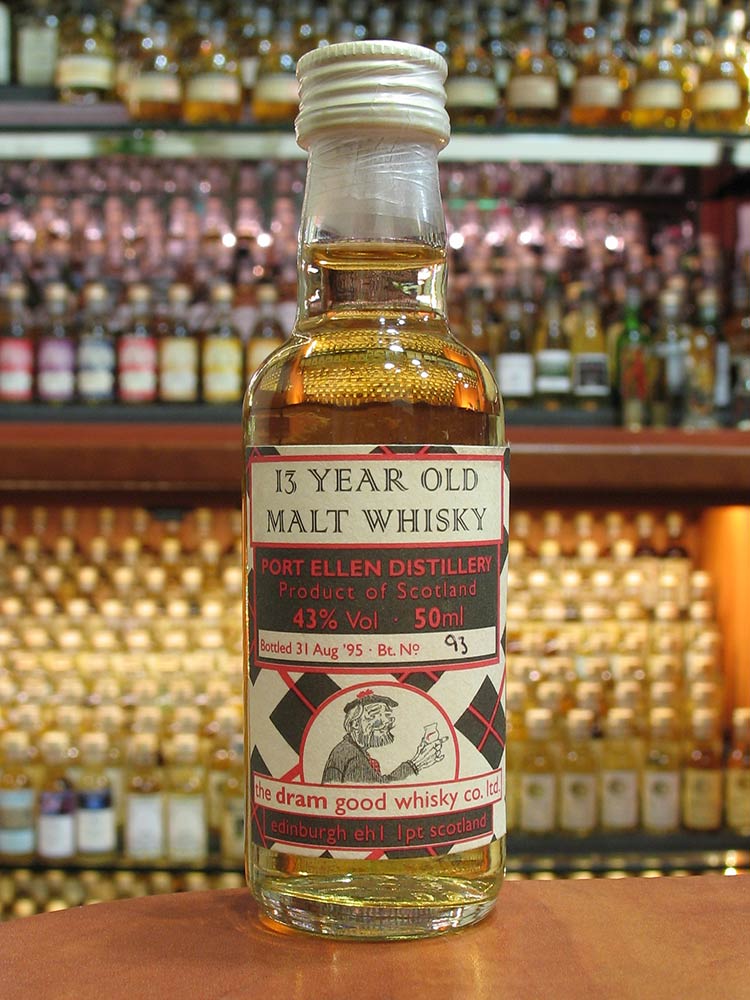 13 YEAR OLD
MALT WHISKY
PORT ELLEN DISTILLERY
Product of Scotland
43% Vol · 50ml
Bottled 31 Aug '95 · Bt. No 93
the dram good whisky co. ltd.
edinburgh eh1 1pt scotland